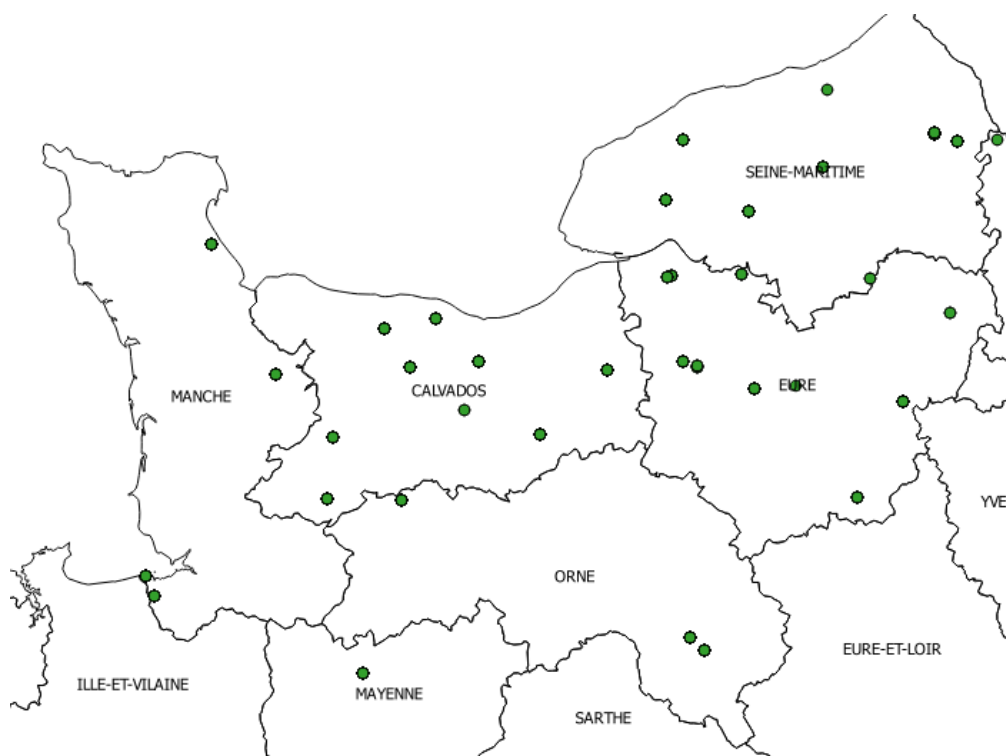 SEINE-MARITIME
MANCHE
CALVADOS
EURE
YVE
ORNE
EURE-ET-LOIR
ILLE-ET-VILAINE
MAYENNE
SARTHE